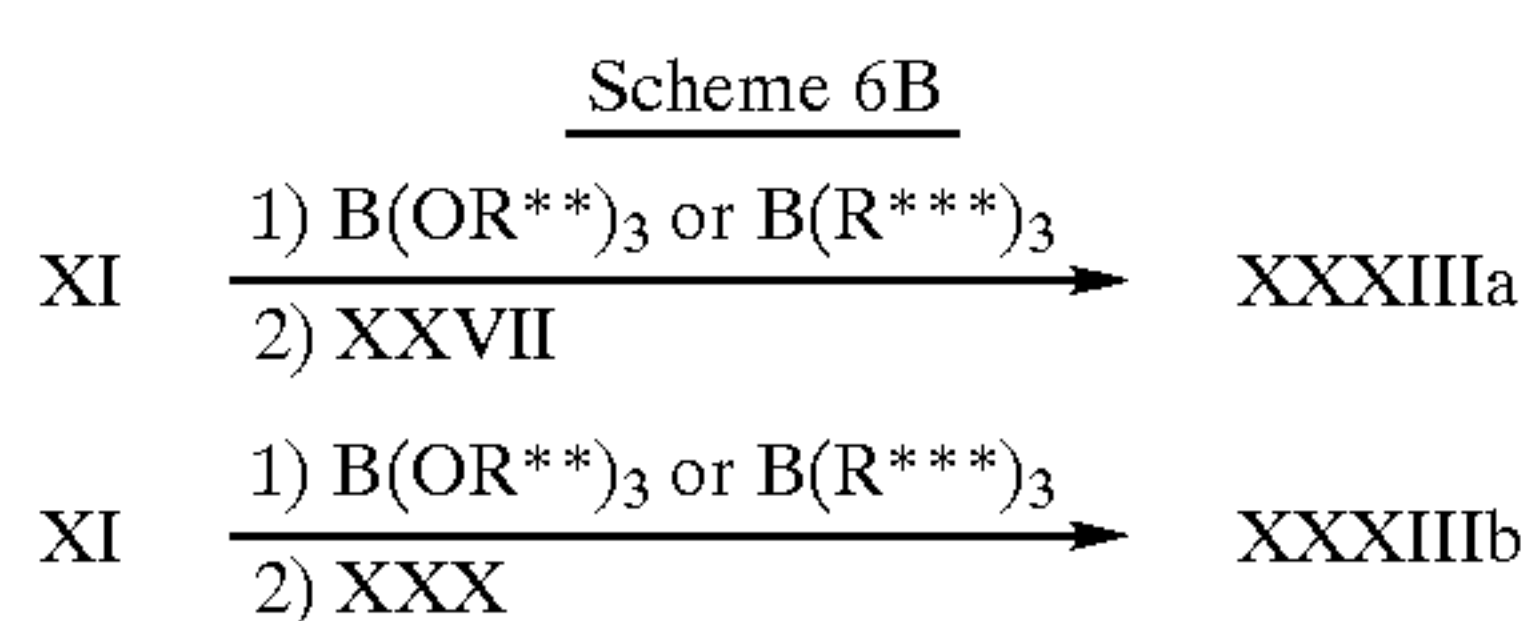 Scheme 6B
1) B(OR**)₃ or B(R***)₃
XI XXXIIIa
2) XXVII
1) B(OR**)₃ or B(R***)₃
XI XXXIIIb
2) XXX